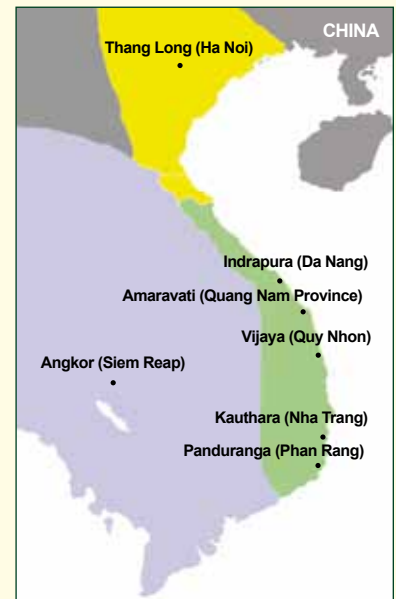 CHINA
Thang Long (Ha Noi)
Indrapura (Da Nang)
Amaravati (Quang Nam Province)
Vijaya (Quy Nhon)
Angkor (Siem Reap)
Kauthara (Nha Trang)
Panduranga (Phan Rang)